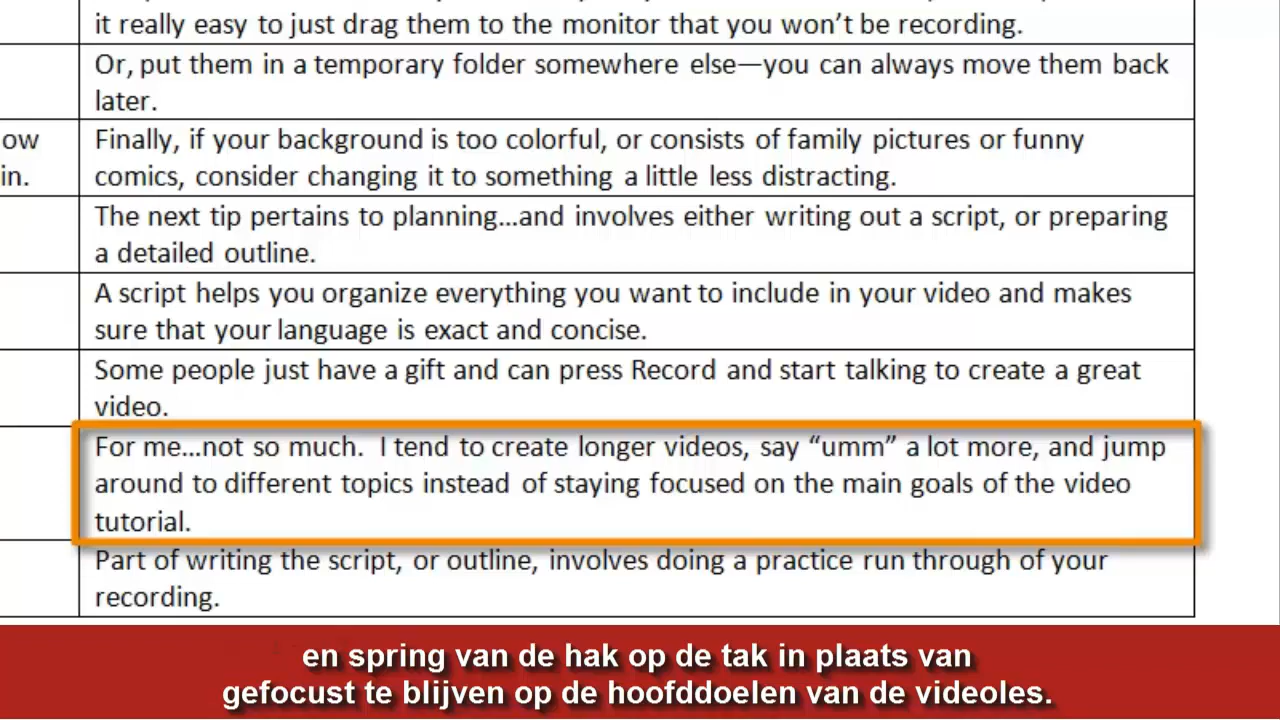 it really easy to just drag them to the monitor that you won't be recording.
Or, put them in a temporary folder somewhere else—you can always move them back
later.
ow
Finally, if your background is too colorful, or consists of family pictures or funny
in.
comics, consider changing it to something a little less distracting.
The next tip pertains to planning...and involves either writing out a script, or preparing
a detailed outline.
A script helps you organize everything you want to include in your video and makes
sure that your language is exact and concise.
Some people just have a gift and can press Record and start talking to create a great
video.
For me...not so much.  I tend to create longer videos, say “umm” a lot more, and jump
around to different topics instead of staying focused on the main goals of the video
tutorial.
Part of writing the script, or outline, involves doing a practice run through of your
recording.
en spring van de hak op de tak in plaats van
gefocust te blijven op de hoofddoelen van de videoles.